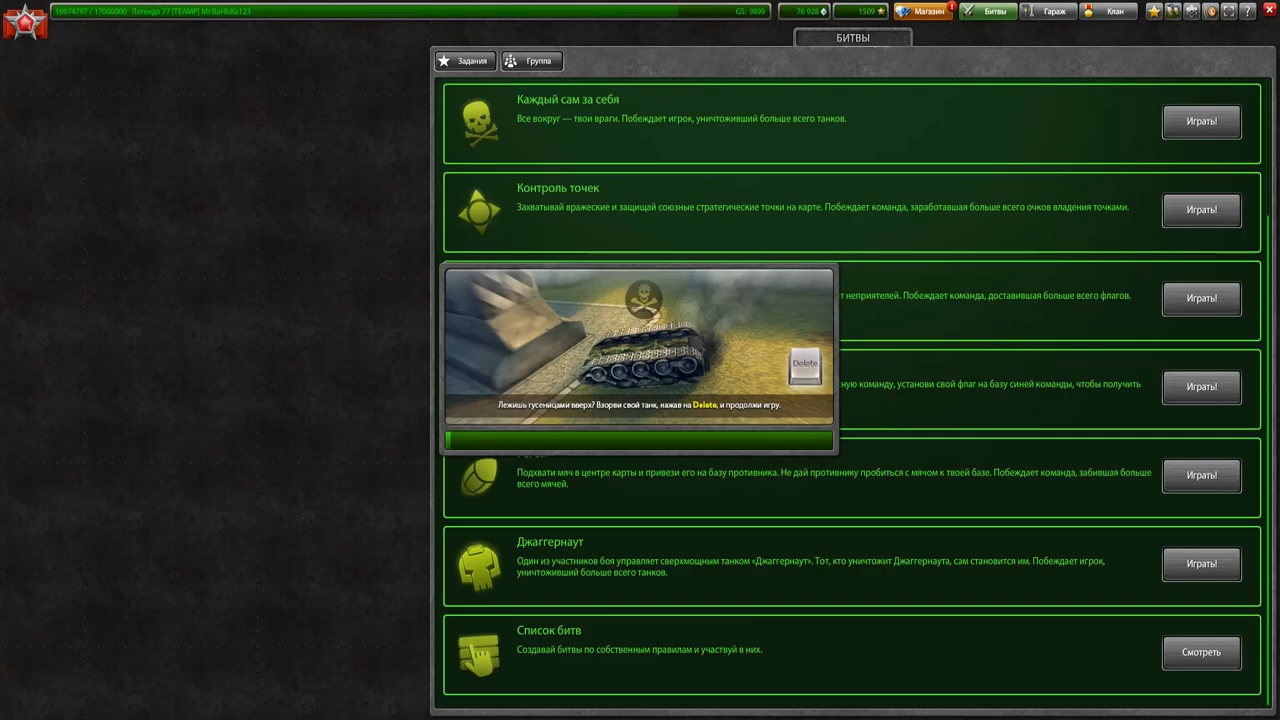 16974797 / 17000000 Легенда 77 [TEAMP] Mr.BaHbKa123
GS: 9899
76 928
1509
Магазин
Битвы
Гараж
Клан
?
БИТВЫ
Задания
Группа
Каждый сам за себя
Все вокруг — твои враги. Побеждает игрок, уничтоживший больше всего танков.
Играть!
Контроль точек
Захватывай вражеские и защищай союзные стратегические точки на карте. Побеждает команда, заработавшая больше всего очков владения точками.
Играть!
т неприятелей. Побеждает команда, доставившая больше всего флагов.
Играть!
Delete
ную команду, установи свой флаг на базу синей команды, чтобы получить
Играть!
Лежишь гусеницами вверх? Взорви свой танк, нажав на Delete, и продолжи игру.
Подхвати мяч в центре карты и привези его на базу противника. Не дай противнику пробиться с мячом к твоей базе. Побеждает команда, забившая больше
всего мячей.
Играть!
Джаггернаут
Один из участников боя управляет сверхмощным танком «Джаггернаут». Тот, кто уничтожит Джаггернаута, сам становится им. Побеждает игрок,
уничтоживший больше всего танков.
Играть!
Список битв
Создавай битвы по собственным правилам и участвуй в них.
Смотреть